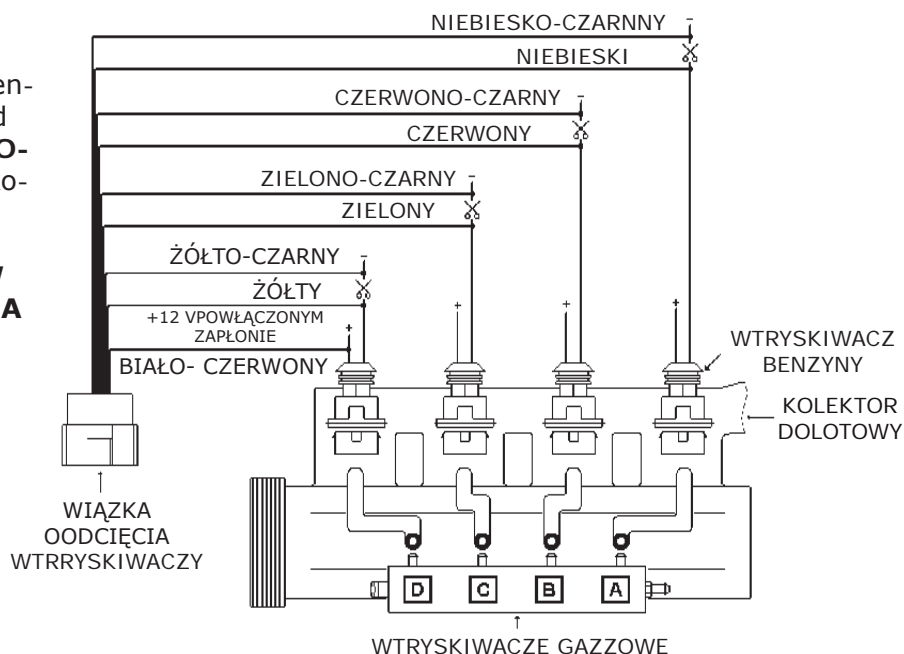 NIEBIESKO-CZARNNY
NIEBIESKI
en-
d
CZERWONO-CZARNY
O-
CZERWONY
o-
ZIELONO-CZARNY
ZIELONY
ŻÓŁTO-CZARNY
A
ŻÓŁTY
+12 VPOWŁĄCZONYM
ZAPŁONIE
BIAŁO- CZERWONY
WTRYSKIWACZ
BENZYNY
KOLEKTOR
DOLOTOWY
WIĄZKA
OODCIĘCIA
WTRRYSKIWACZY
D C B A
WTRYSKIWACZE GAZZOWE